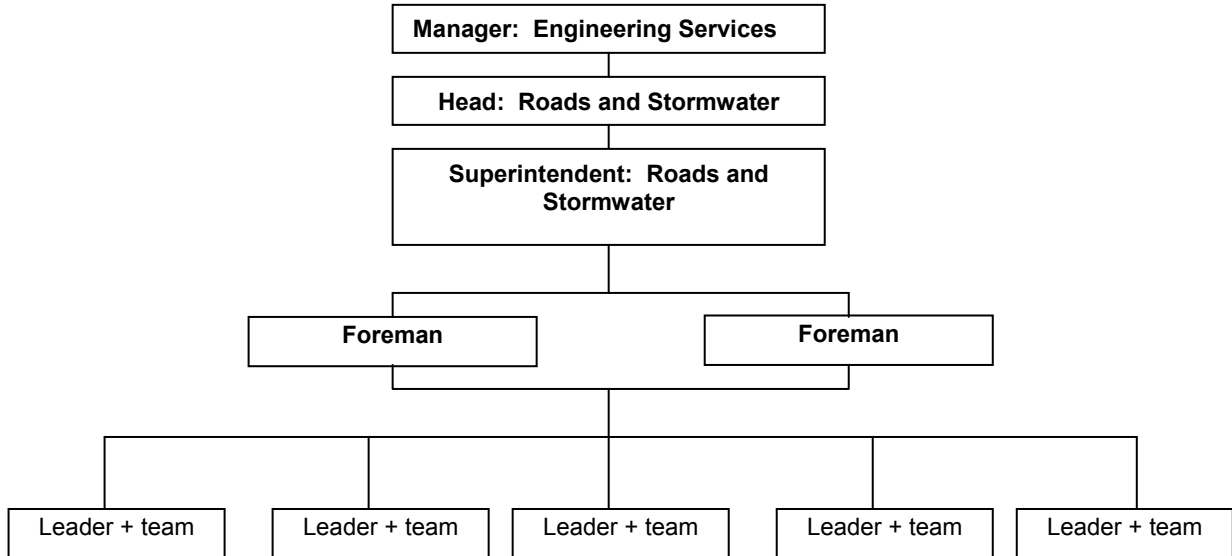 Manager: Engineering Services
Head: Roads and Stormwater
Superintendent: Roads and
Stormwater
Foreman
Foreman
Leader + team
Leader + team
Leader + team
Leader + team
Leader + team